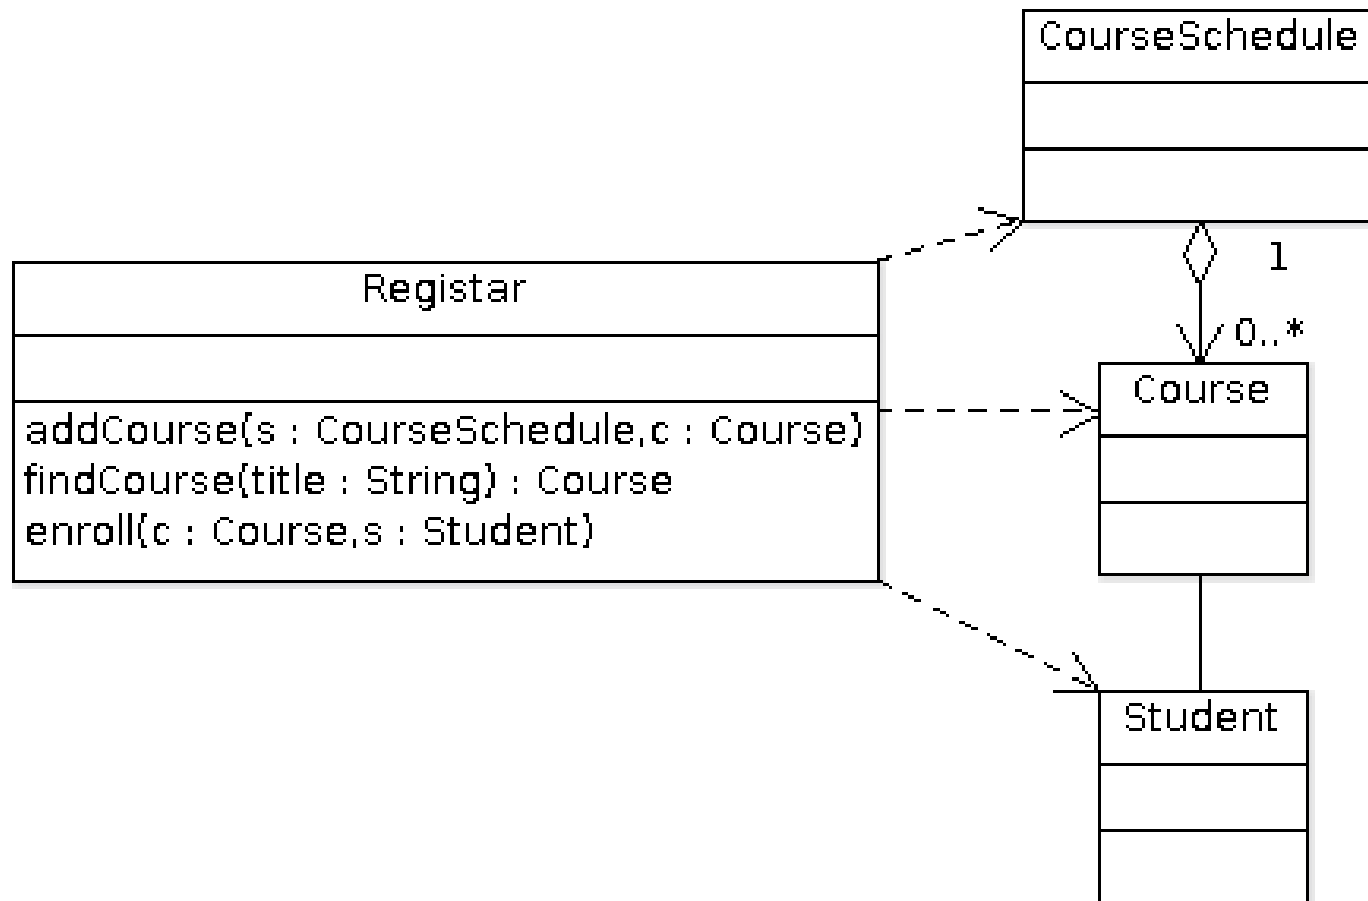 CourseSchedule
1
0..*
Registar
addCourse(s : CourseSchedule,c : Course)
findCourse(title : String) : Course
enroll(c : Course,s : Student)
Course
Student